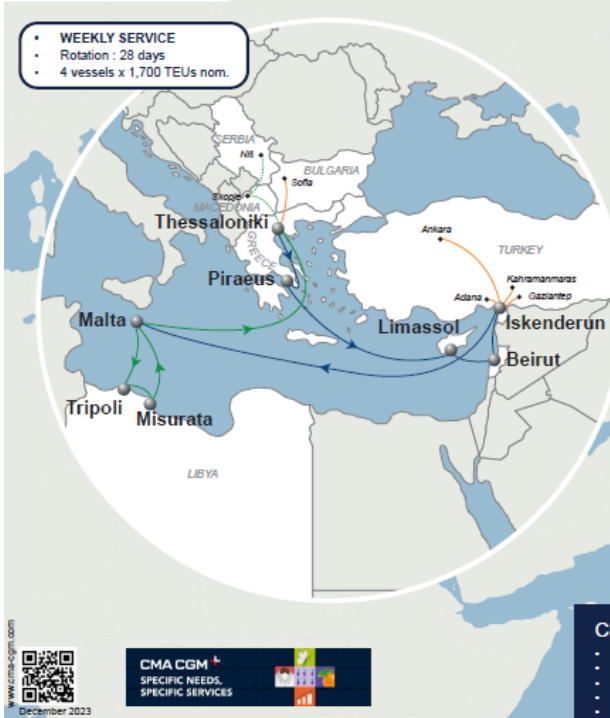 • WEEKLY SERVICE
• Rotation : 28 days
• 4 vessels x 1,700 TEUs nom.
SERBIA
Niš
BULGARIA
Sofia
Skopje
MACEDONIA
Thessaloniki
GREECE
Ankara
TURKEY
Piraeus
Kahramanmaras
Adana
Gaziantep
Malta
Limassol
Iskenderun
Beirut
Tripoli
Misurata
LIBYA
www.cma-cgm.com
CMA CGM +
SPECIFIC NEEDS,
SPECIFIC SERVICES
December 2023
C